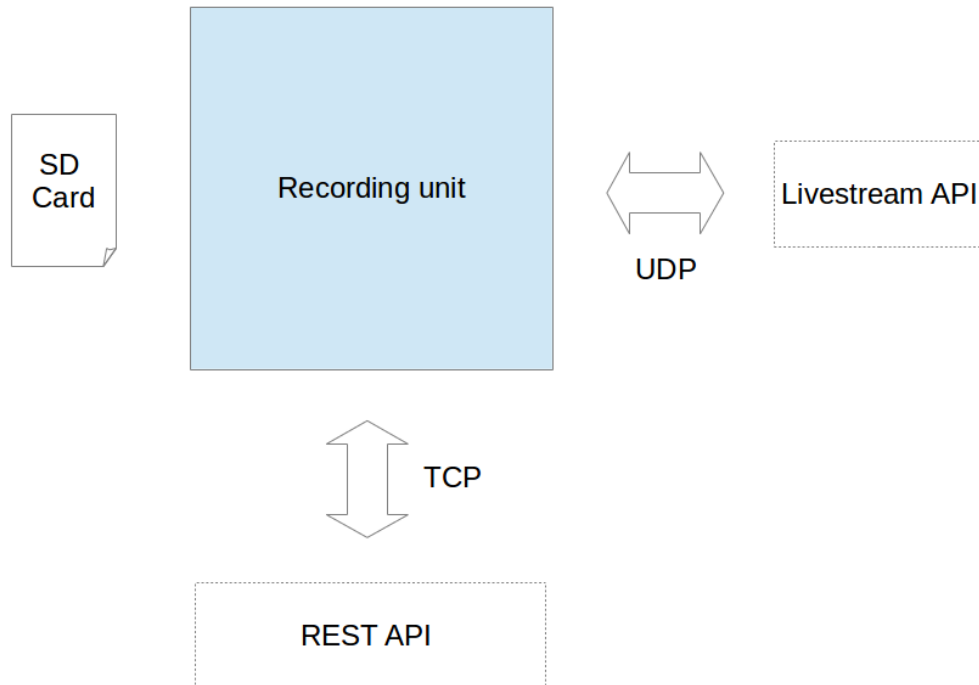 SD
Card
Recording unit
Livestream API
UDP
TCP
REST API